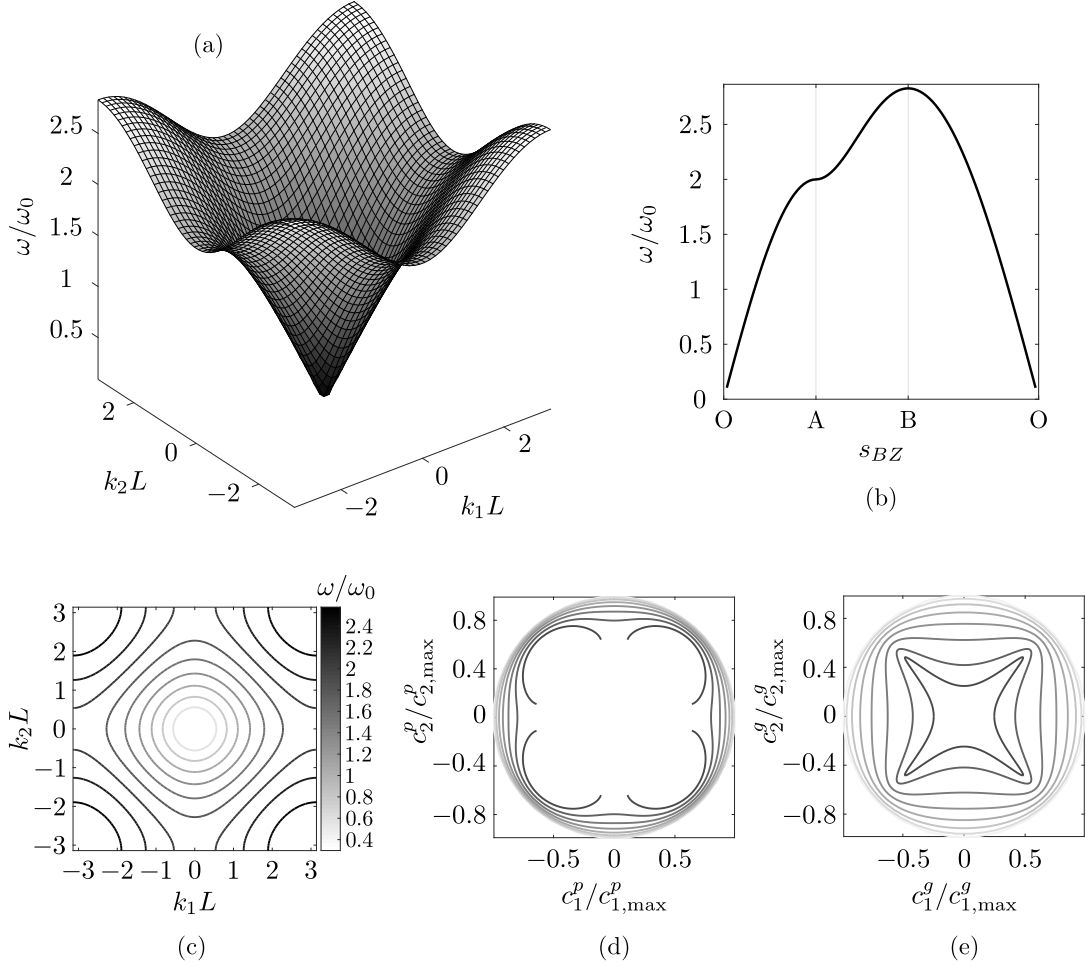 (a)
ω/ω₀
2.5
2
1.5
1
0.5
2
0
−2
k₂L
−2
0
2
k₁L
ω/ω₀
2.5
2
1.5
1
0.5
0
O A B O
s_BZ
(b)
ω/ω₀
k₂L
3
2
1
0
−1
−2
−3
−3 −2 −1 0 1 2 3
k₁L
2.4
2.2
2
1.8
1.6
1.4
1.2
1
0.8
0.6
0.4
(c)
c₂ᵖ/c₂,maxᵖ
0.8
0.4
0
−0.4
−0.8
−0.5 0 0.5
c₁ᵖ/c₁,maxᵖ
(d)
c₂ᵍ/c₂,maxᵍ
0.8
0.4
0
−0.4
−0.8
−0.5 0 0.5
c₁ᵍ/c₁,maxᵍ
(e)